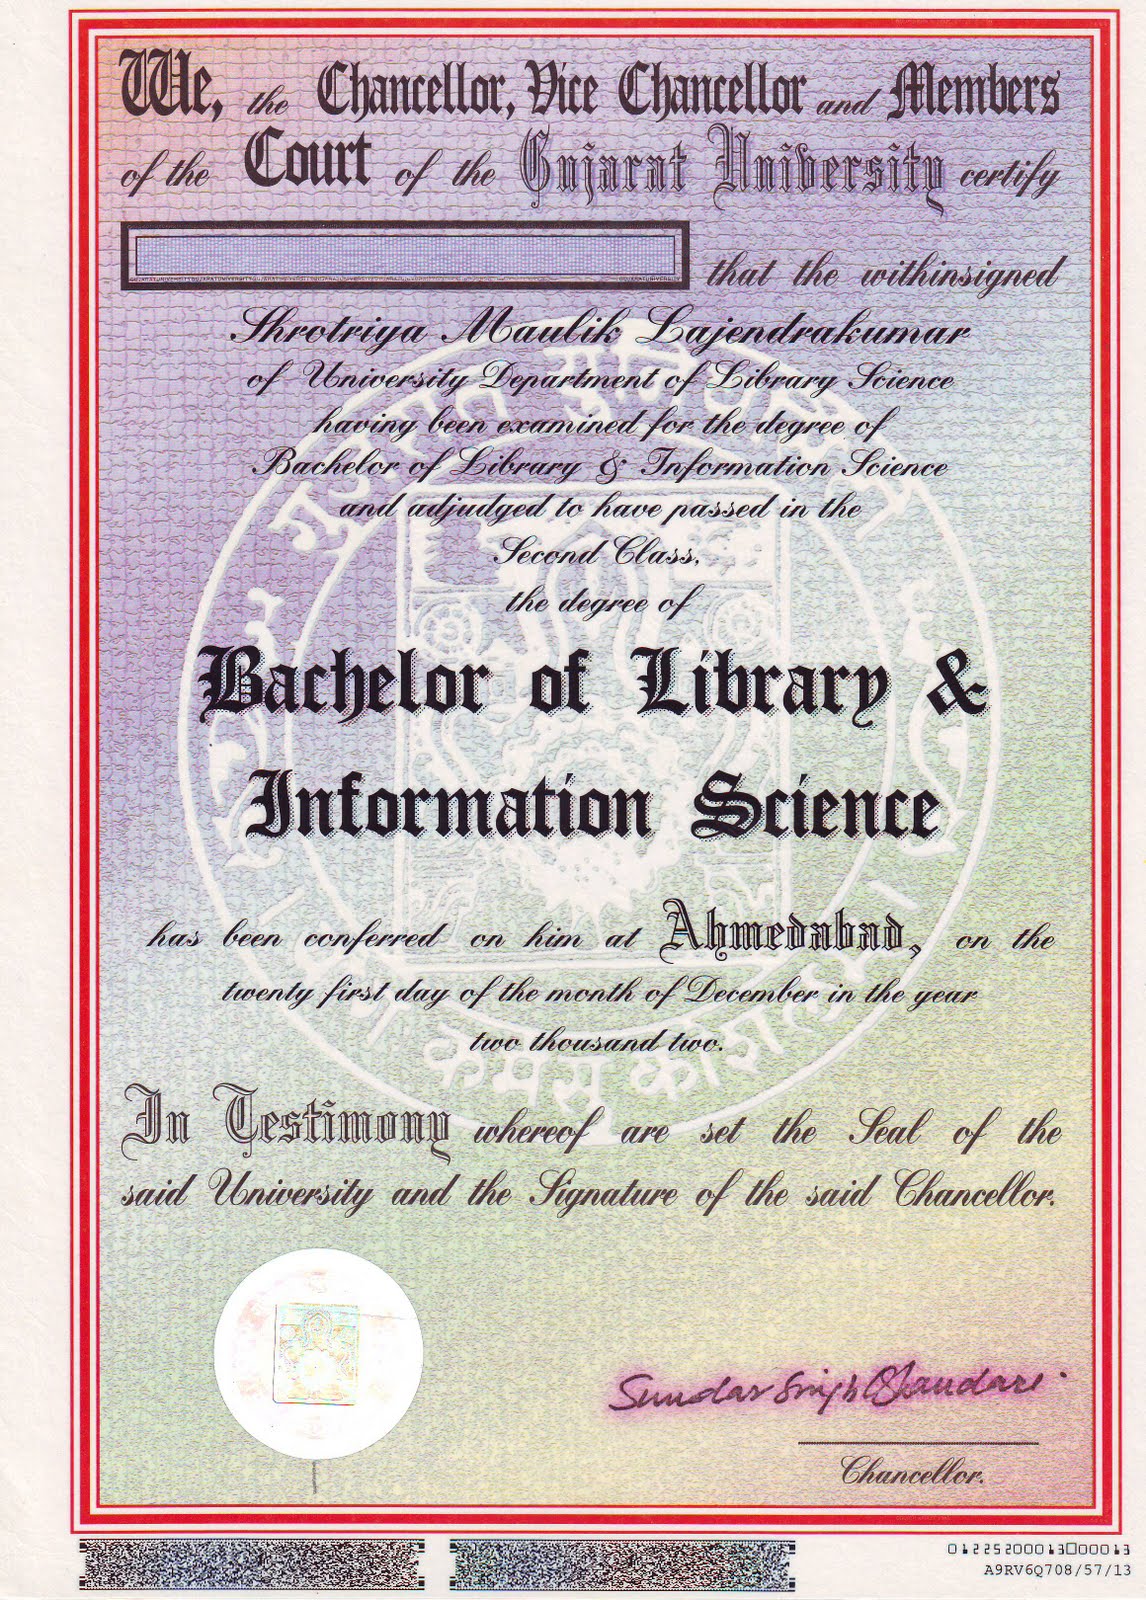 We, the Chancellor, Vice Chancellor and Members
of the Court of the Gujarat University certify
that the withinsigned
Shrotriya Maulik Lajendrakumar
of University Department of Library Science
having been examined for the degree of
Bachelor of Library & Information Science
and adjudged to have passed in the
Second Class,
the degree of
Bachelor of Library &
Information Science
has been conferred on him at Ahmedabad, on the
twenty first day of the month of December in the year
two thousand two.
In Testimony whereof are set the Seal of the
said University and the Signature of the said Chancellor.
Sundar Singh Bhandari
Chancellor.
A9RV6Q708/57/13